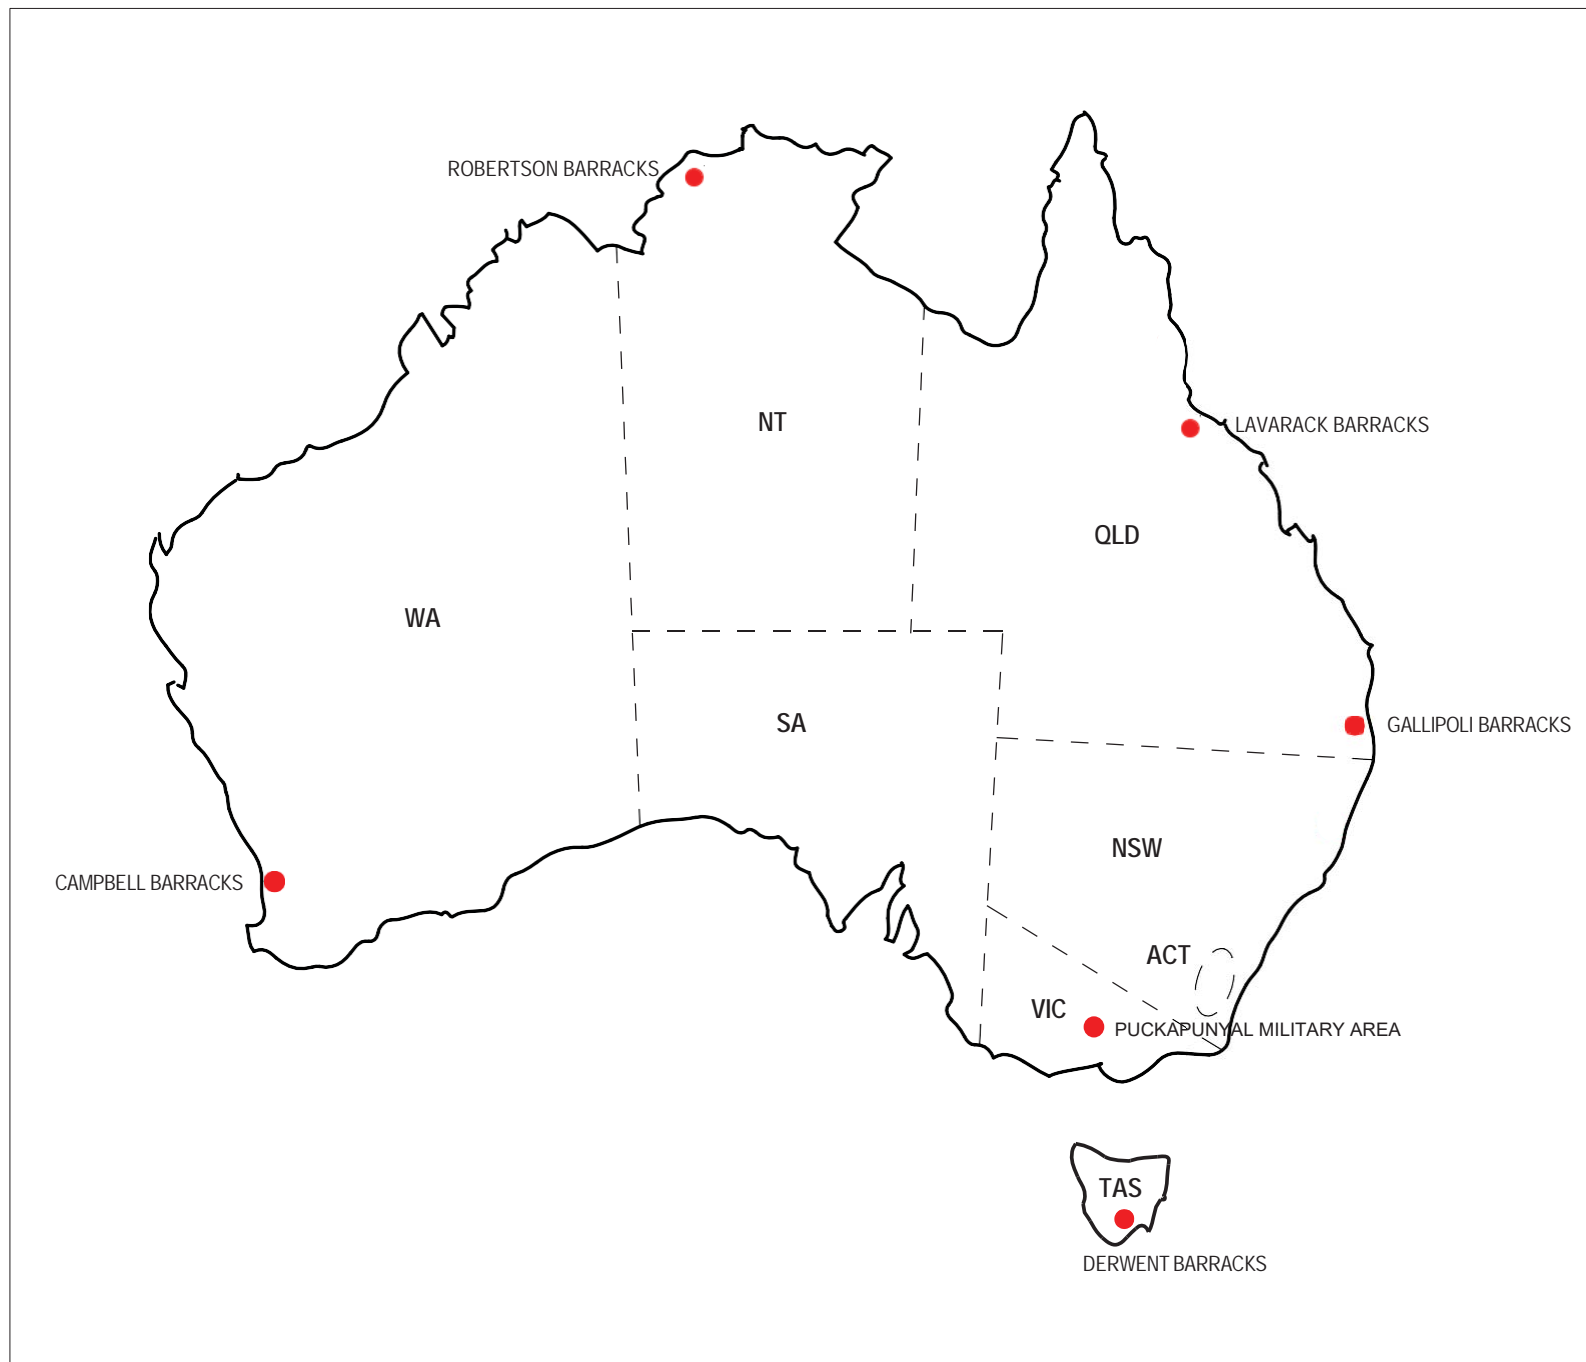 ROBERTSON BARRACKS
NT
LAVARACK BARRACKS
QLD
WA
SA
GALLIPOLI BARRACKS
NSW
CAMPBELL BARRACKS
ACT
VIC
PUCKAPUNYAL MILITARY AREA
TAS
DERWENT BARRACKS